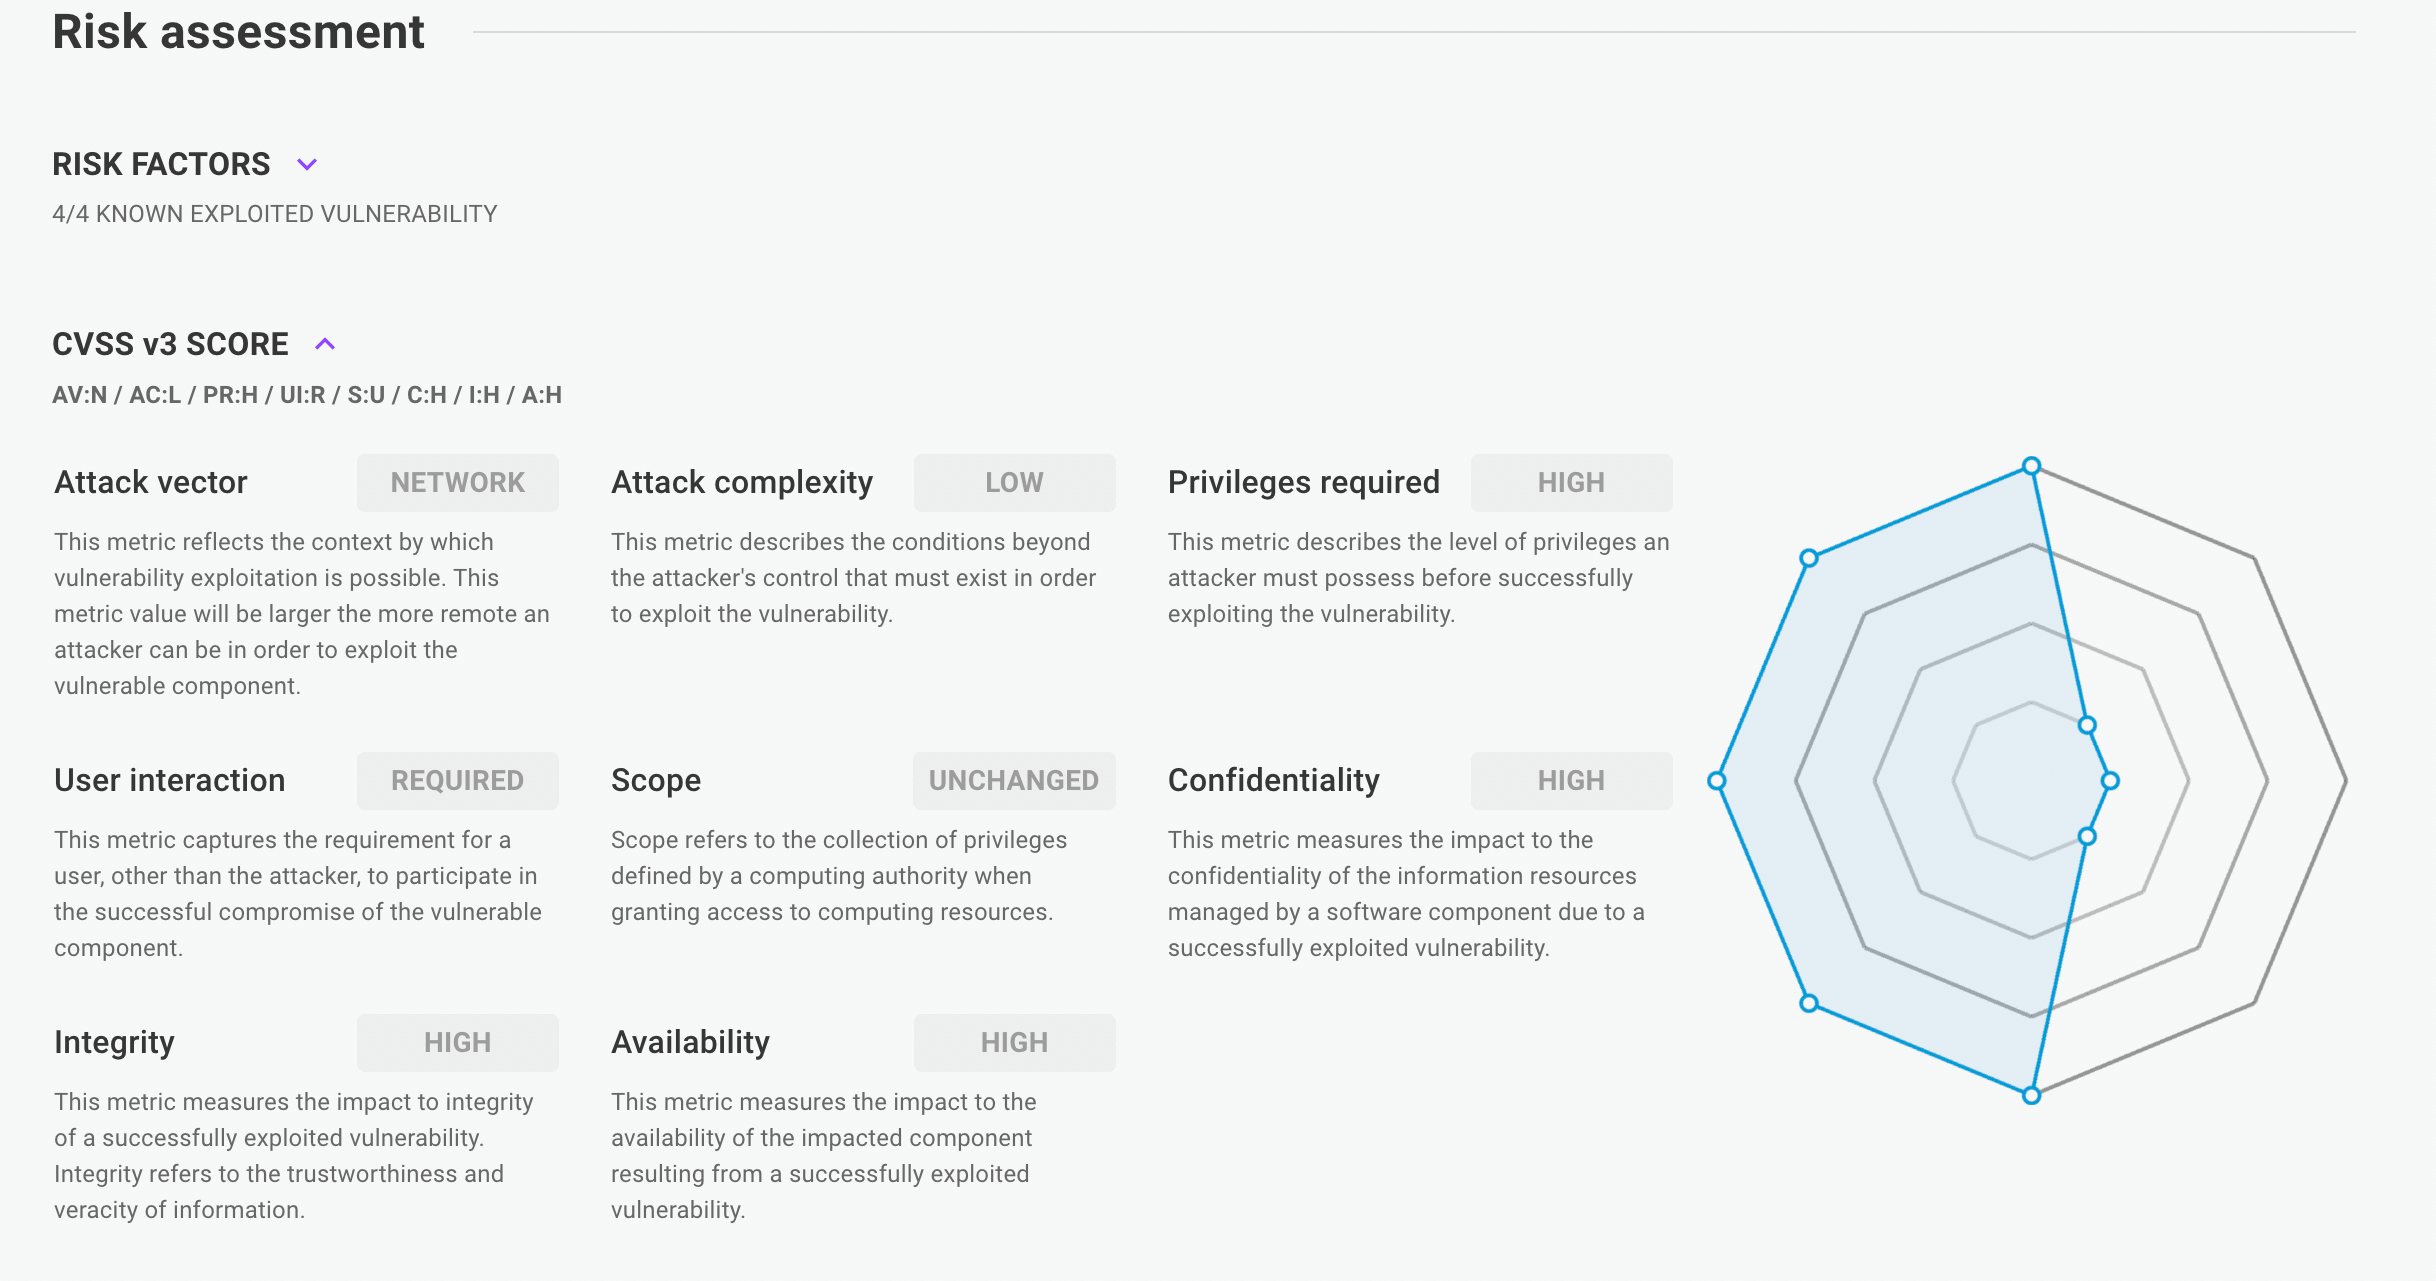 Risk assessment
RISK FACTORS
4/4 KNOWN EXPLOITED VULNERABILITY
CVSS v3 SCORE
AV:N / AC:L / PR:H / UI:R / S:U / C:H / I:H / A:H
Attack vector
NETWORK
This metric reflects the context by which
vulnerability exploitation is possible. This
metric value will be larger the more remote an
attacker can be in order to exploit the
vulnerable component.
Attack complexity
LOW
This metric describes the conditions beyond
the attacker's control that must exist in order
to exploit the vulnerability.
Privileges required
HIGH
This metric describes the level of privileges an
attacker must possess before successfully
exploiting the vulnerability.
User interaction
REQUIRED
This metric captures the requirement for a
user, other than the attacker, to participate in
the successful compromise of the vulnerable
component.
Scope
UNCHANGED
Scope refers to the collection of privileges
defined by a computing authority when
granting access to computing resources.
Confidentiality
HIGH
This metric measures the impact to the
confidentiality of the information resources
managed by a software component due to a
successfully exploited vulnerability.
Integrity
HIGH
This metric measures the impact to integrity
of a successfully exploited vulnerability.
Integrity refers to the trustworthiness and
veracity of information.
Availability
HIGH
This metric measures the impact to the
availability of the impacted component
resulting from a successfully exploited
vulnerability.